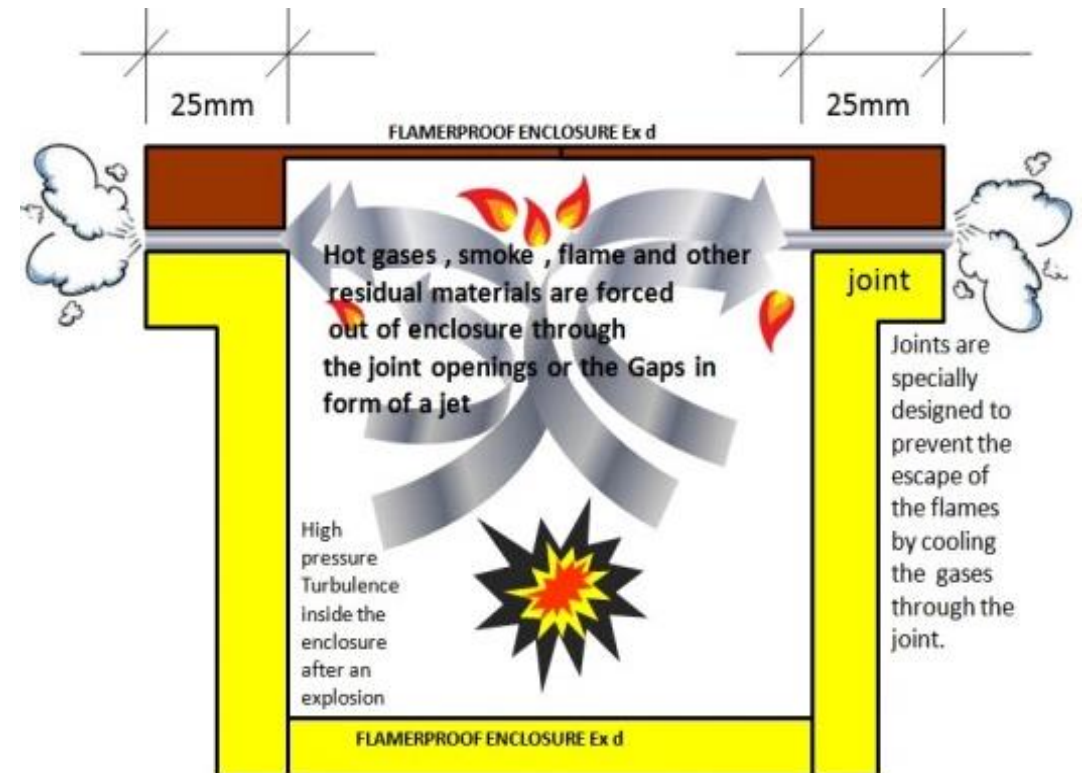 25mm
25mm
FLAMERPROOF ENCLOSURE Ex d
Hot gases , smoke , flame and other
residual materials are forced
out of enclosure through
the joint openings or the Gaps in
form of a jet
joint
Joints are
specially
designed to
prevent the
escape of
the flames
by cooling
the gases
through the
joint.
High
pressure
Turbulence
inside the
enclosure
after an
explosion
FLAMERPROOF ENCLOSURE Ex d